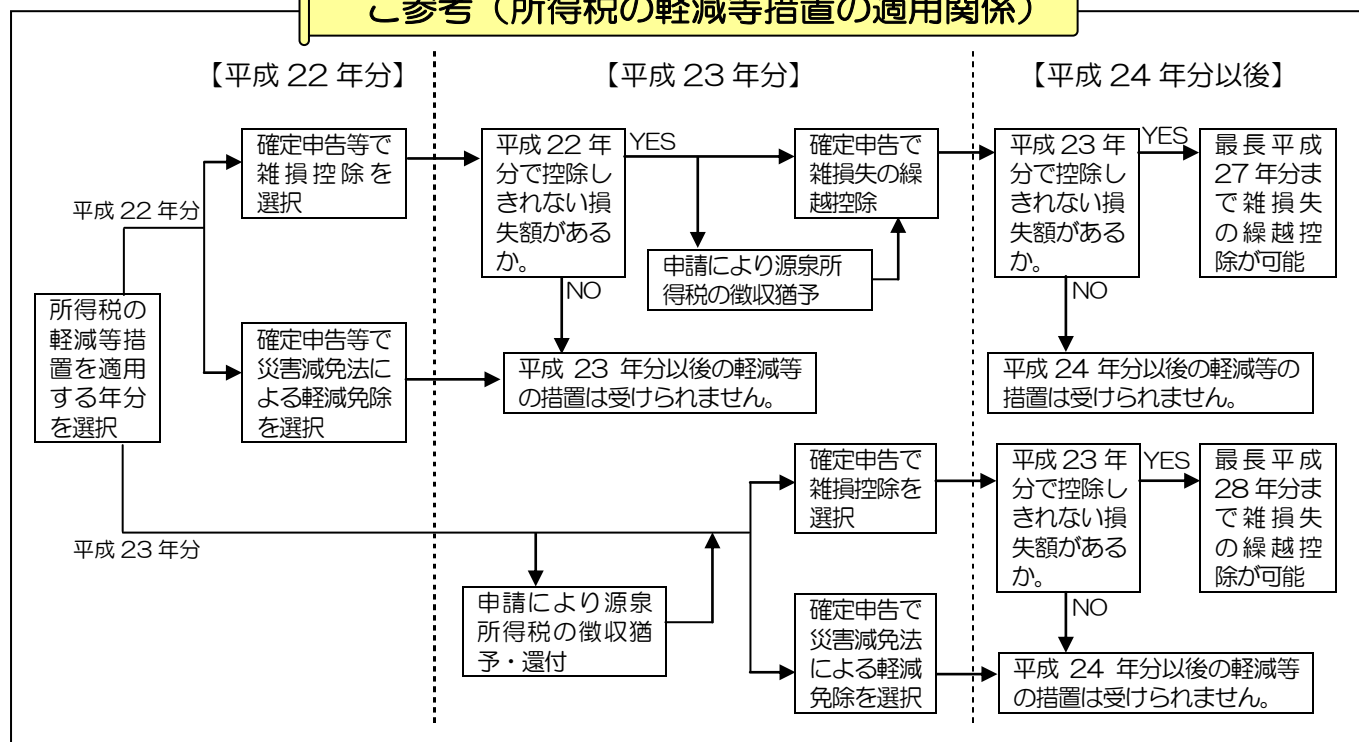 ご参考（所得税の軽減等措置の適用関係）
【平成 22 年分】
【平成 23 年分】
【平成 24 年分以後】
所得税の
軽減等措
置を適用
する年分
を選択
平成 22 年分
確定申告等で
雑損控除を
選択
平成 22 年
分で控除し
きれない損
失額がある
か。
YES
確定申告で
雑損失の繰
越控除
申請により源泉所
得税の徴収猶予
平成 23 年
分で控除し
きれない損
失額がある
か。
YES
最長平成
27 年分ま
で雑損失
の繰越控
除が可能
NO
NO
確定申告等で
災害減免法に
よる軽減免除
を選択
平成 23 年分以後の軽減等
の措置は受けられません。
平成 24 年分以後の軽減等の
措置は受けられません。
平成 23 年分
申請により源泉
所得税の徴収猶
予・還付
確定申告で
雑損控除を
選択
平成 23 年
分で控除し
きれない損
失額がある
か。
YES
最長平成
28 年分ま
で雑損失
の繰越控
除が可能
NO
確定申告で
災害減免法
による軽減
免除を選択
平成 24 年分以後の軽減等
の措置は受けられません。